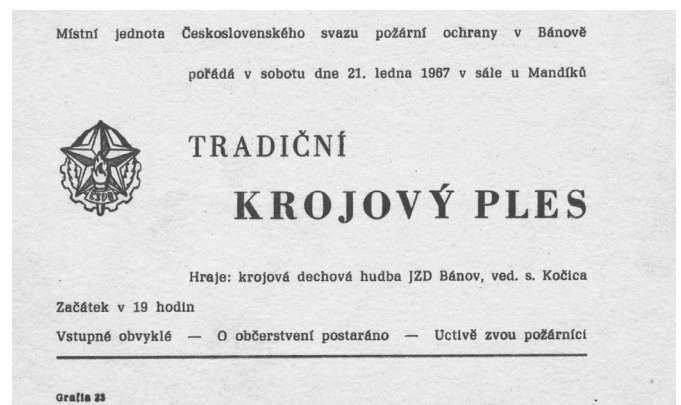 Místní jednota Československého svazu požární ochrany v Bánově
pořádá v sobotu dne 21. ledna 1967 v sále u Mandíků
ČSPO
TRADIČNÍ
KROJOVÝ PLES
Hraje: krojová dechová hudba JZD Bánov, ved. s. Kočica
Začátek v 19 hodin
Vstupné obvyklé — O občerstvení postaráno — Uctivě zvou požárníci
Grafia 23